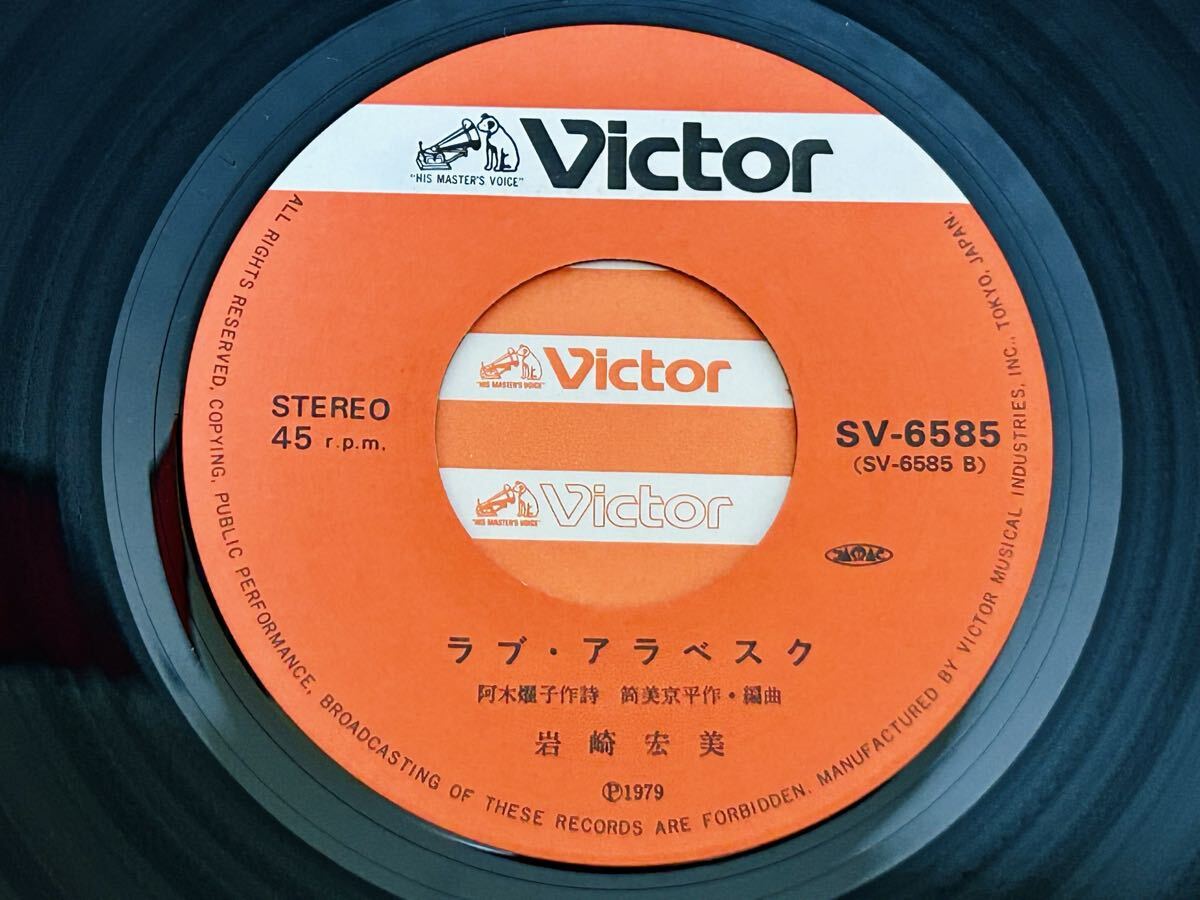 Victor
"HIS MASTER'S VOICE"
ALL RIGHTS RESERVED, COPYING, PUBLIC PERFORMANCE, BROADCASTING OF THESE RECORDS ARE FORBIDDEN. MANUFACTURED BY VICTOR MUSICAL INDUSTRIES, INC., TOKYO, JAPAN.
Victor
"HIS MASTER'S VOICE"
STEREO
45 r.p.m.
SV-6585
(SV-6585 B)
Victor
"HIS MASTER'S VOICE"
JASRAC
ラブ・アラベスク
阿木燿子作詩 筒美京平作・編曲
岩崎宏美
Ⓟ1979